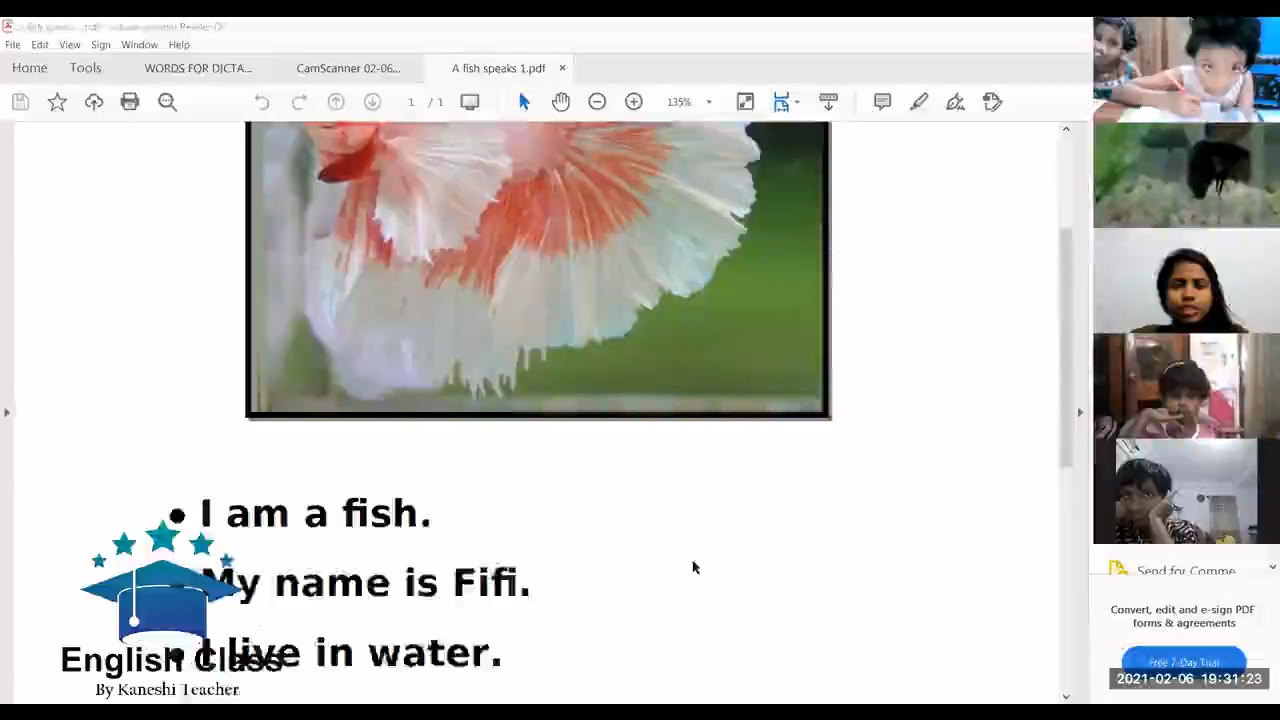 File Edit View Sign Window Help
Home Tools WORDS FOR DICTA... CamScanner 02-06... A fish speaks 1.pdf ×
1 / 1 135%
• I am a fish.
My name is Fifi.
I live in water.
English Class
By Kaneshi Teacher
Send for Comme
Convert, edit and e-sign PDF
forms & agreements
Free 7-Day Trial
2021-02-06 19:31:23